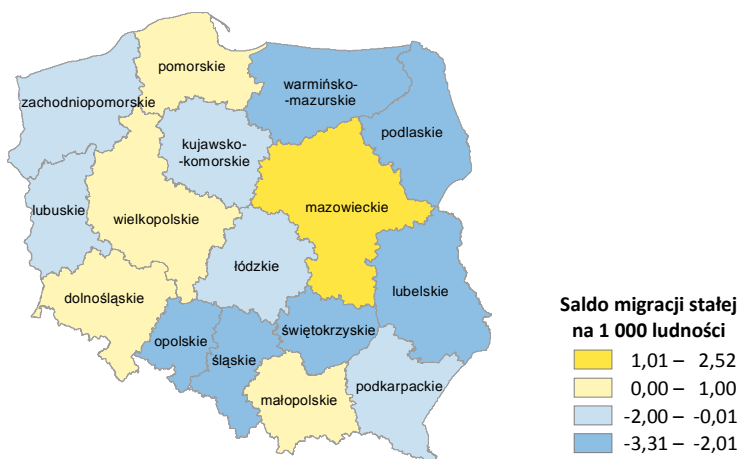 pomorskie
warmińsko-
-mazurskie
zachodniopomorskie
podlaskie
kujawsko-
-komorskie
mazowieckie
lubuskie
wielkopolskie
łódzkie
lubelskie
dolnośląskie
świętokrzyskie
opolskie
śląskie
podkarpackie
małopolskie
Saldo migracji stałej
na 1 000 ludności
1,01 – 2,52
0,00 – 1,00
-2,00 – -0,01
-3,31 – -2,01